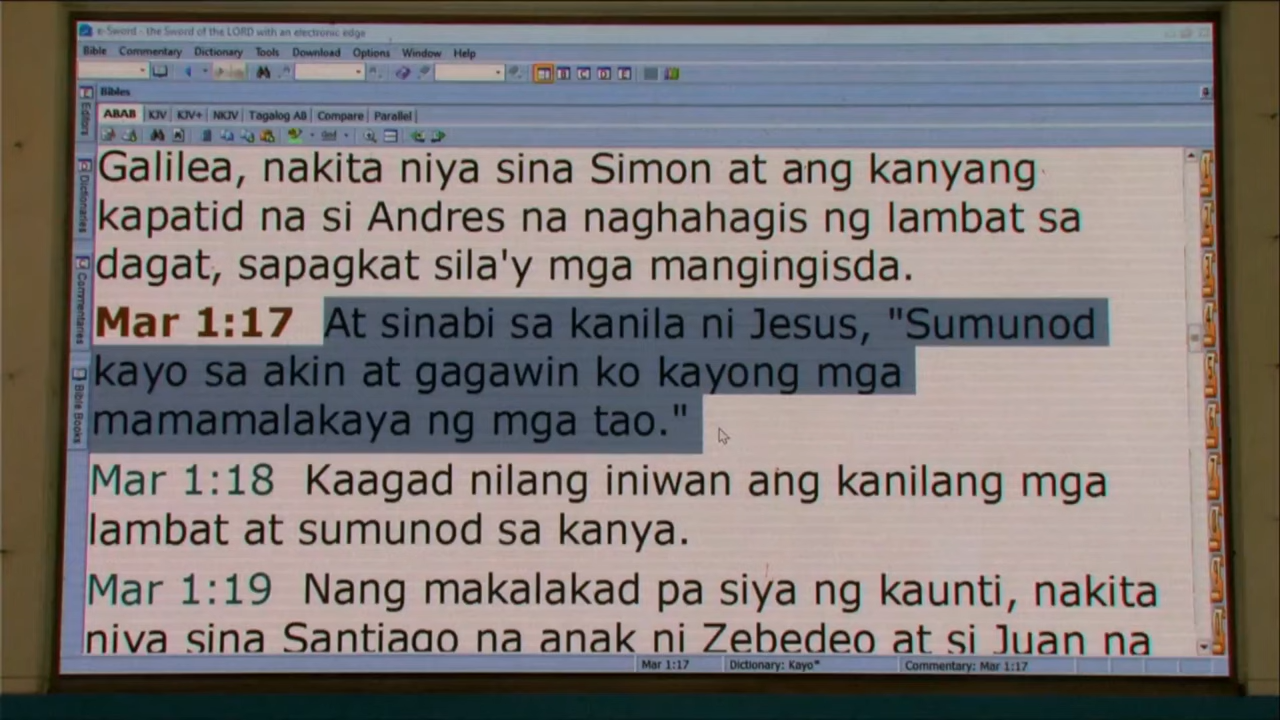 e-Sword - the Sword of the LORD with an electronic edge
Bible Commentary Dictionary Tools Download Options Window Help
Bibles
ABAB KJV KJV+ NKJV Tagalog AB Compare Parallel
Editors
Dictionaries
Commentaries
Bible Books
Galilea, nakita niya sina Simon at ang kanyang
kapatid na si Andres na naghahagis ng lambat sa
dagat, sapagkat sila'y mga mangingisda.
Mar 1:17 At sinabi sa kanila ni Jesus, "Sumunod
kayo sa akin at gagawin ko kayong mga
mamamalakaya ng mga tao."
Mar 1:18 Kaagad nilang iniwan ang kanilang mga
lambat at sumunod sa kanya.
Mar 1:19 Nang makalakad pa siya ng kaunti, nakita
niya sina Santiago na anak ni Zebedeo at si Juan na
Mar 1:17 Dictionary: Kayo* Commentary: Mar 1:17